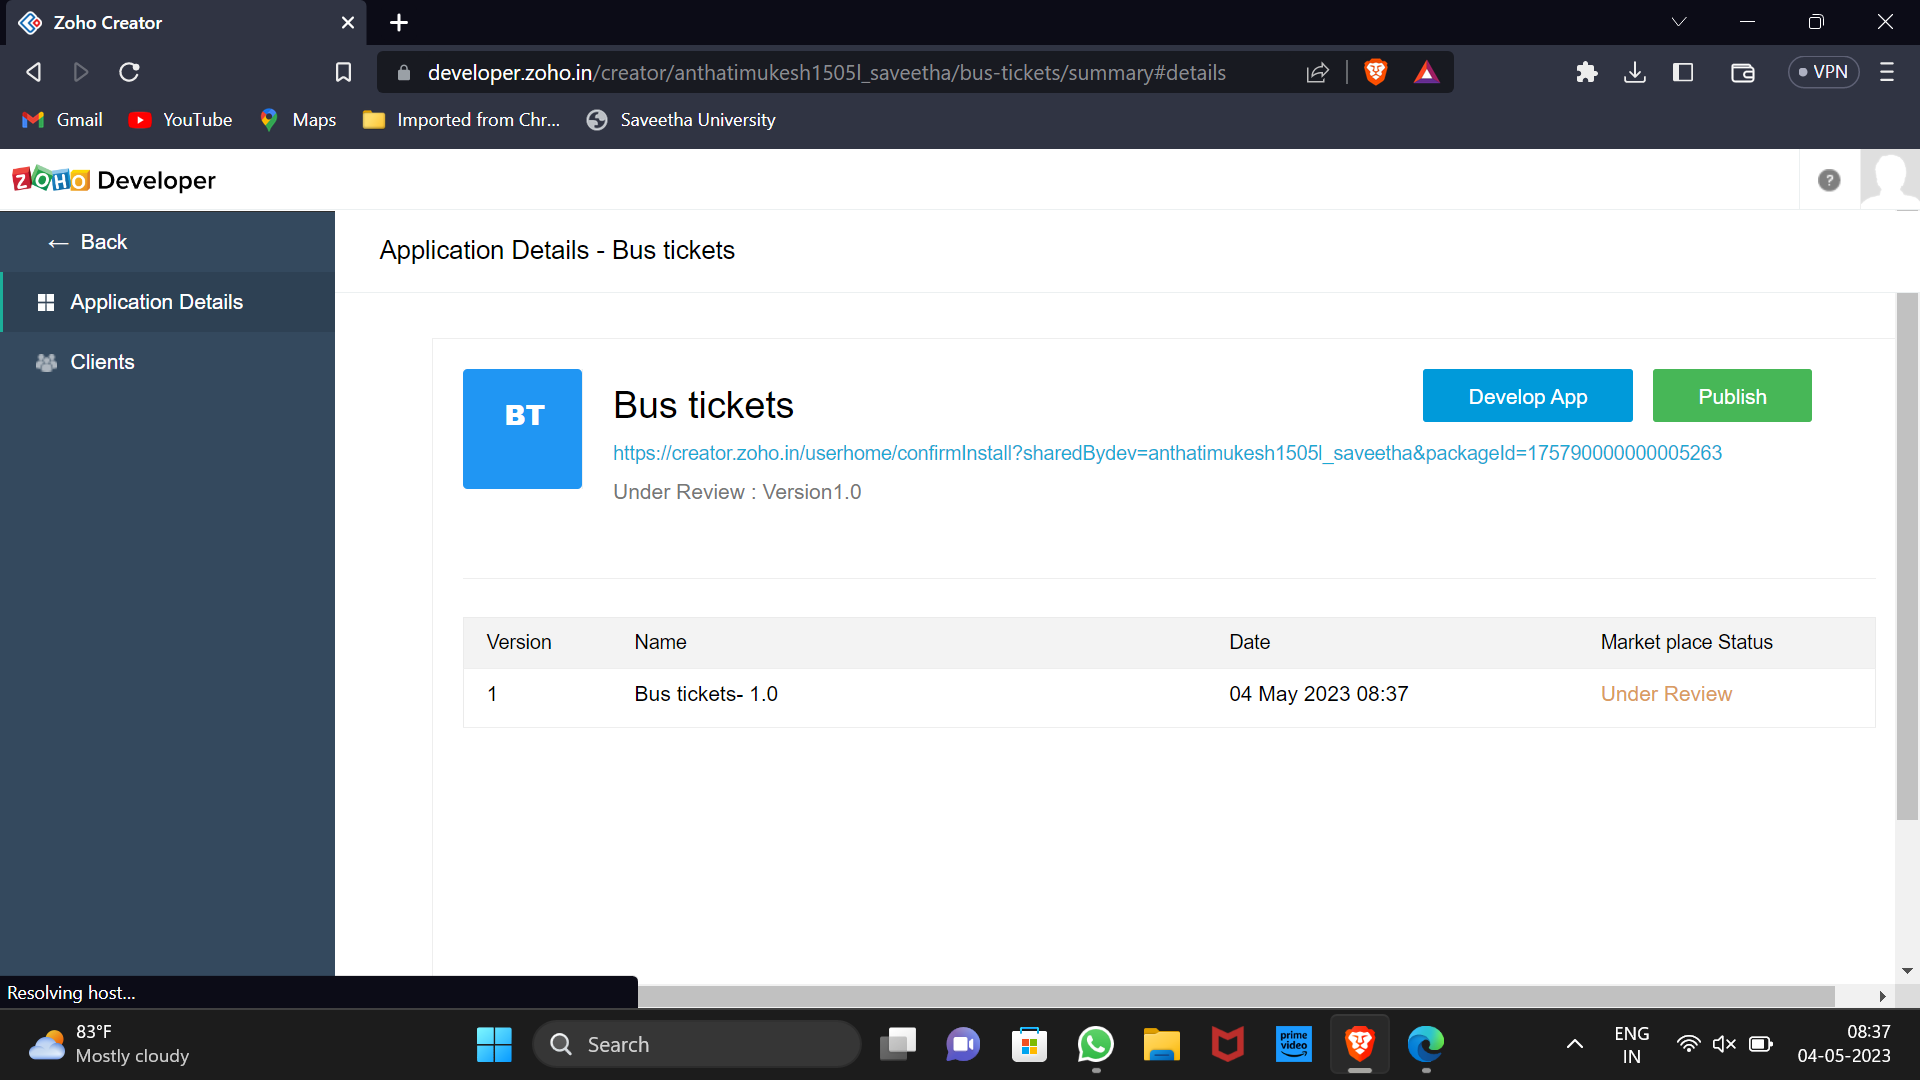 Zoho Creator
developer.zoho.in/creator/anthatimukesh1505l_saveetha/bus-tickets/summary#details
VPN
Gmail
YouTube
Maps
Imported from Chr...
Saveetha University
ZOHO Developer
?
← Back
Application Details
Clients
Application Details - Bus tickets
BT
Bus tickets
Develop App
Publish
https://creator.zoho.in/userhome/confirmInstall?sharedBydev=anthatimukesh1505l_saveetha&packageId=175790000000005263
Under Review : Version1.0
Version Name Date Market place Status
1 Bus tickets- 1.0 04 May 2023 08:37 Under Review
Resolving host...
83°F
Mostly cloudy
Search
prime video
ENG
IN
08:37
04-05-2023